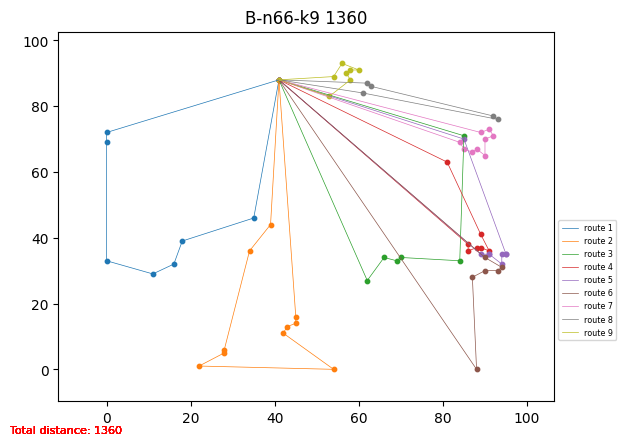 B-n66-k9 1360
100
80
60
40
20
0
0 20 40 60 80 100
route 1
route 2
route 3
route 4
route 5
route 6
route 7
route 8
route 9
Total distance: 1360